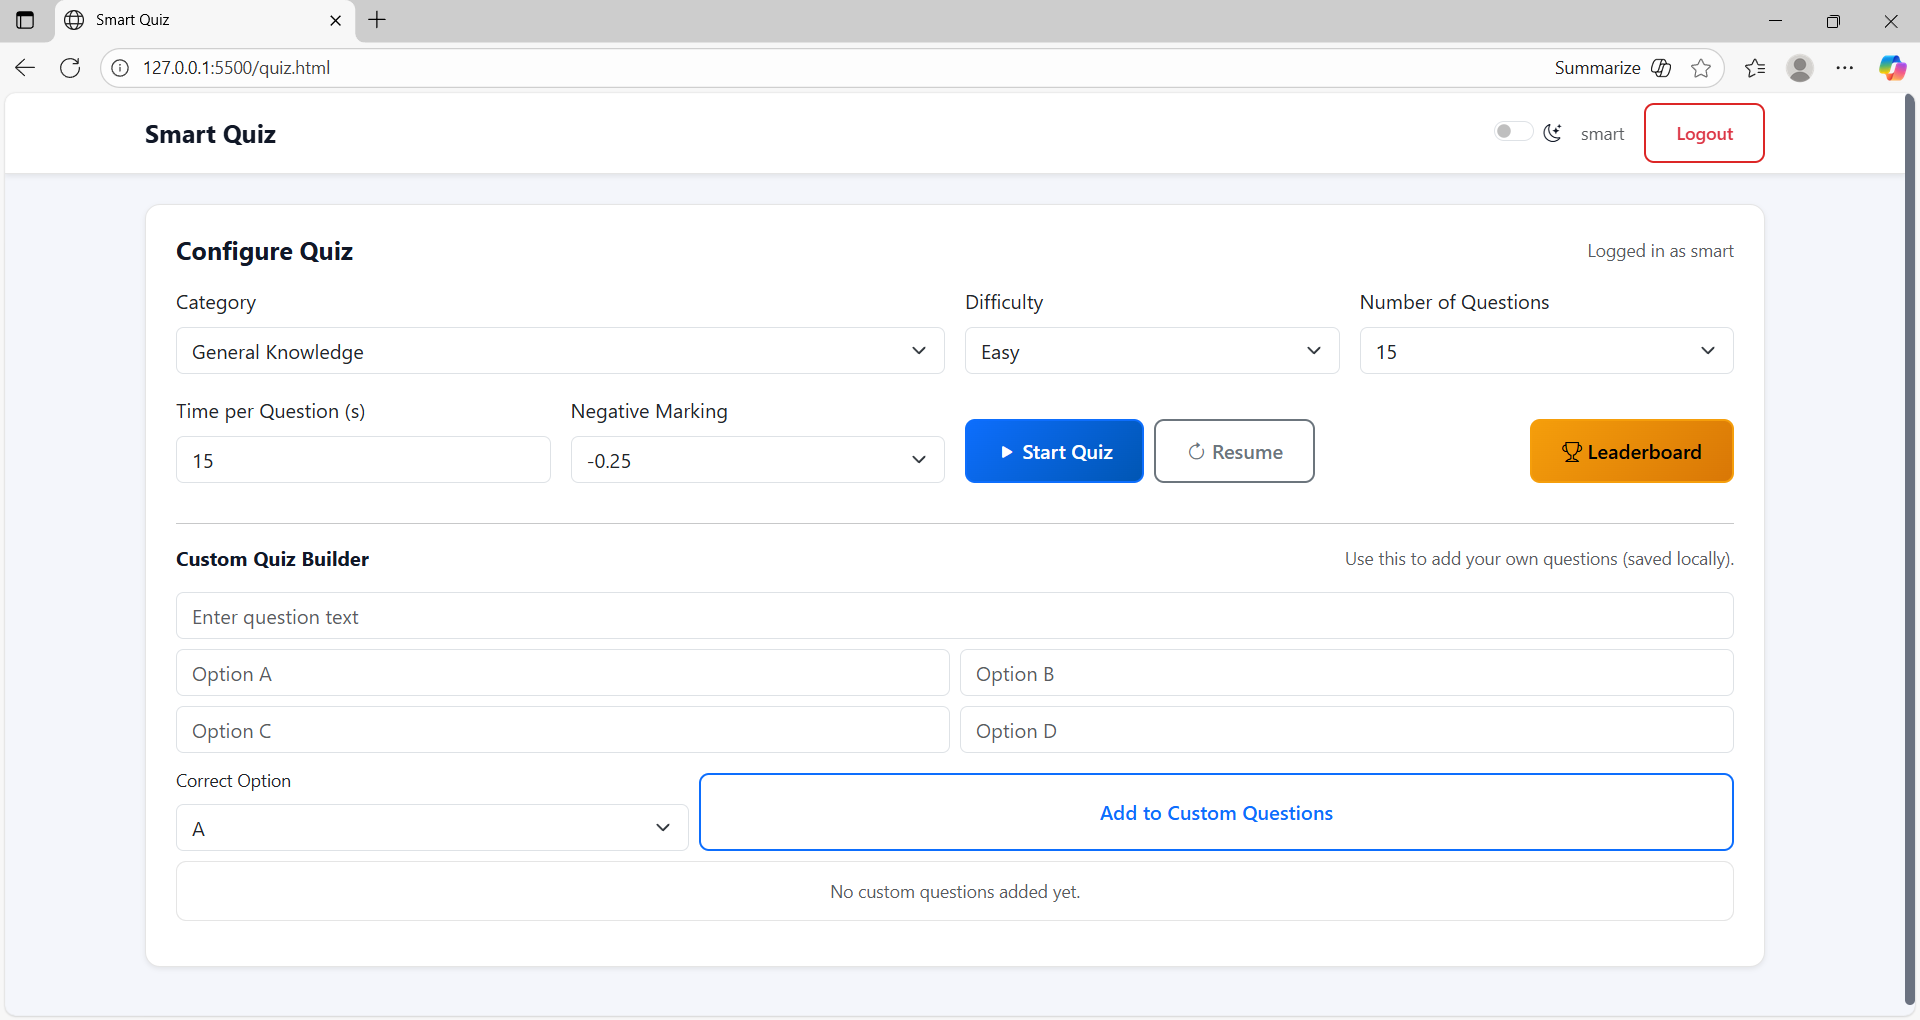 Smart Quiz
127.0.0.1:5500/quiz.html
Summarize
Smart Quiz
smart
Logout
Configure Quiz
Logged in as smart
Category
Difficulty
Number of Questions
General Knowledge
Easy
15
Time per Question (s)
Negative Marking
15
-0.25
Start Quiz
Resume
Leaderboard
Custom Quiz Builder
Use this to add your own questions (saved locally).
Enter question text
Option A
Option B
Option C
Option D
Correct Option
A
Add to Custom Questions
No custom questions added yet.